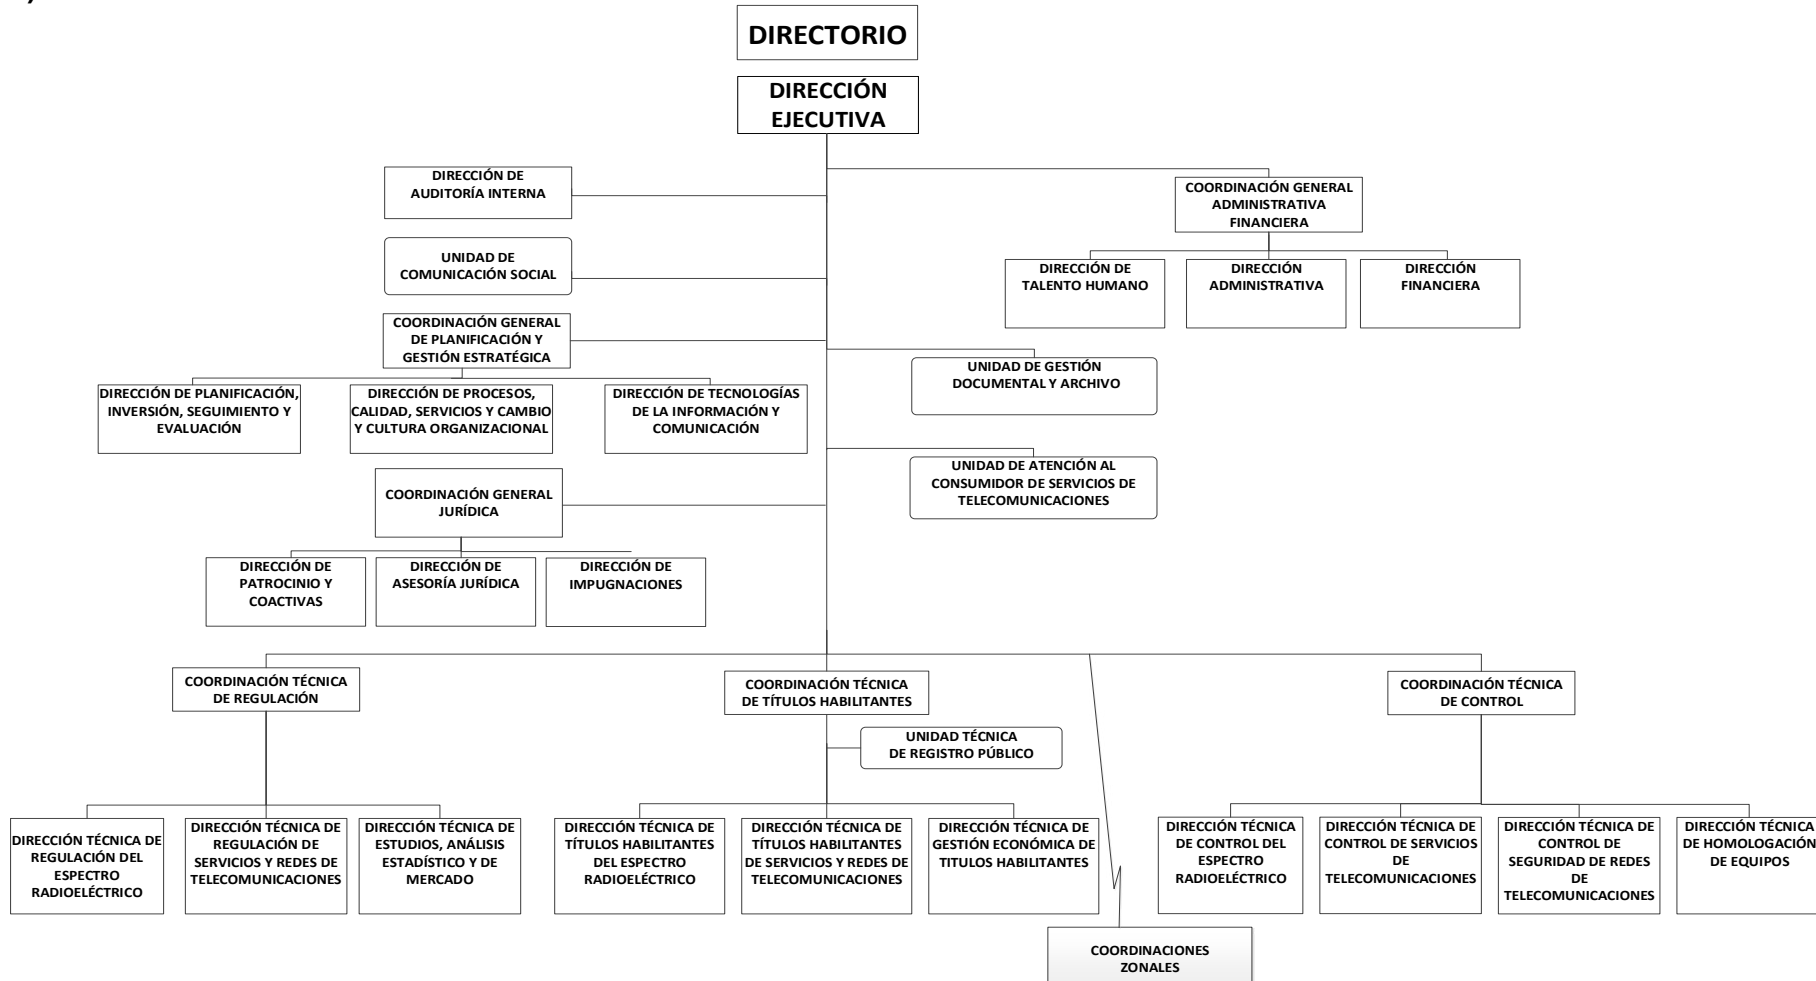 DIRECTORIO
DIRECCIÓN
EJECUTIVA
DIRECCIÓN DE
AUDITORÍA INTERNA
COORDINACIÓN GENERAL
ADMINISTRATIVA
FINANCIERA
UNIDAD DE
COMUNICACIÓN SOCIAL
DIRECCIÓN DE
TALENTO HUMANO
DIRECCIÓN
ADMINISTRATIVA
DIRECCIÓN
FINANCIERA
COORDINACIÓN GENERAL
DE PLANIFICACIÓN Y
GESTIÓN ESTRATÉGICA
UNIDAD DE GESTIÓN
DOCUMENTAL Y ARCHIVO
DIRECCIÓN DE PLANIFICACIÓN,
INVERSIÓN, SEGUIMIENTO Y
EVALUACIÓN
DIRECCIÓN DE PROCESOS,
CALIDAD, SERVICIOS Y CAMBIO
Y CULTURA ORGANIZACIONAL
DIRECCIÓN DE TECNOLOGÍAS
DE LA INFORMACIÓN Y
COMUNICACIÓN
UNIDAD DE ATENCIÓN AL
CONSUMIDOR DE SERVICIOS DE
TELECOMUNICACIONES
COORDINACIÓN GENERAL
JURÍDICA
DIRECCIÓN DE
PATROCINIO Y
COACTIVAS
DIRECCIÓN DE
ASESORÍA JURÍDICA
DIRECCIÓN DE
IMPUGNACIONES
COORDINACIÓN TÉCNICA
DE REGULACIÓN
COORDINACIÓN TÉCNICA
DE TÍTULOS HABILITANTES
COORDINACIÓN TÉCNICA
DE CONTROL
UNIDAD TÉCNICA
DE REGISTRO PÚBLICO
DIRECCIÓN TÉCNICA DE
REGULACIÓN DEL
ESPECTRO
RADIOELÉCTRICO
DIRECCIÓN TÉCNICA DE
REGULACIÓN DE
SERVICIOS Y REDES DE
TELECOMUNICACIONES
DIRECCIÓN TÉCNICA DE
ESTUDIOS, ANÁLISIS
ESTADÍSTICO Y DE
MERCADO
DIRECCIÓN TÉCNICA DE
TÍTULOS HABILITANTES
DEL ESPECTRO
RADIOELÉCTRICO
DIRECCIÓN TÉCNICA DE
TÍTULOS HABILITANTES
DE SERVICIOS Y REDES DE
TELECOMUNICACIONES
DIRECCIÓN TÉCNICA DE
GESTIÓN ECONÓMICA DE
TITULOS HABILITANTES
DIRECCIÓN TÉCNICA
DE CONTROL DEL
ESPECTRO
RADIOELÉCTRICO
DIRECCIÓN TÉCNICA DE
CONTROL DE SERVICIOS
DE
TELECOMUNICACIONES
DIRECCIÓN TÉCNICA DE
CONTROL DE
SEGURIDAD DE REDES
DE
TELECOMUNICACIONES
DIRECCIÓN TÉCNICA
DE HOMOLOGACIÓN
DE EQUIPOS
COORDINACIONES
ZONALES